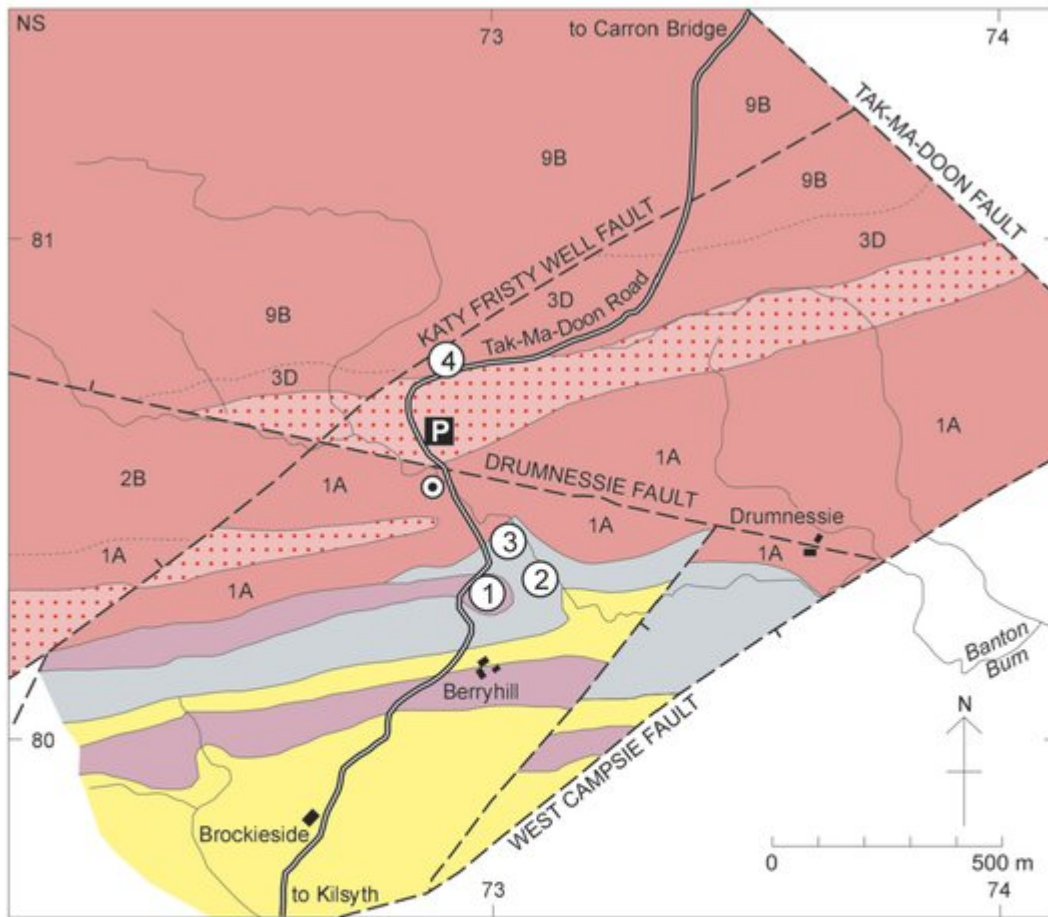 NS
73
74
to Carron Bridge
9B
9B
TAK-MA-DOON FAULT
9B
81
3D
KATY FRISTY WELL FAULT
3D
9B
Tak-Ma-Doon Road
4
3D
P
1A
2B
1A
DRUMNESSIE FAULT
1A
Drumnessie
1A
3
1A
1A
1A
2
1
Banton
Burn
Berryhill
N
80
WEST CAMPSIE FAULT
Brockieside
0
500 m
to Kilsyth
73
74